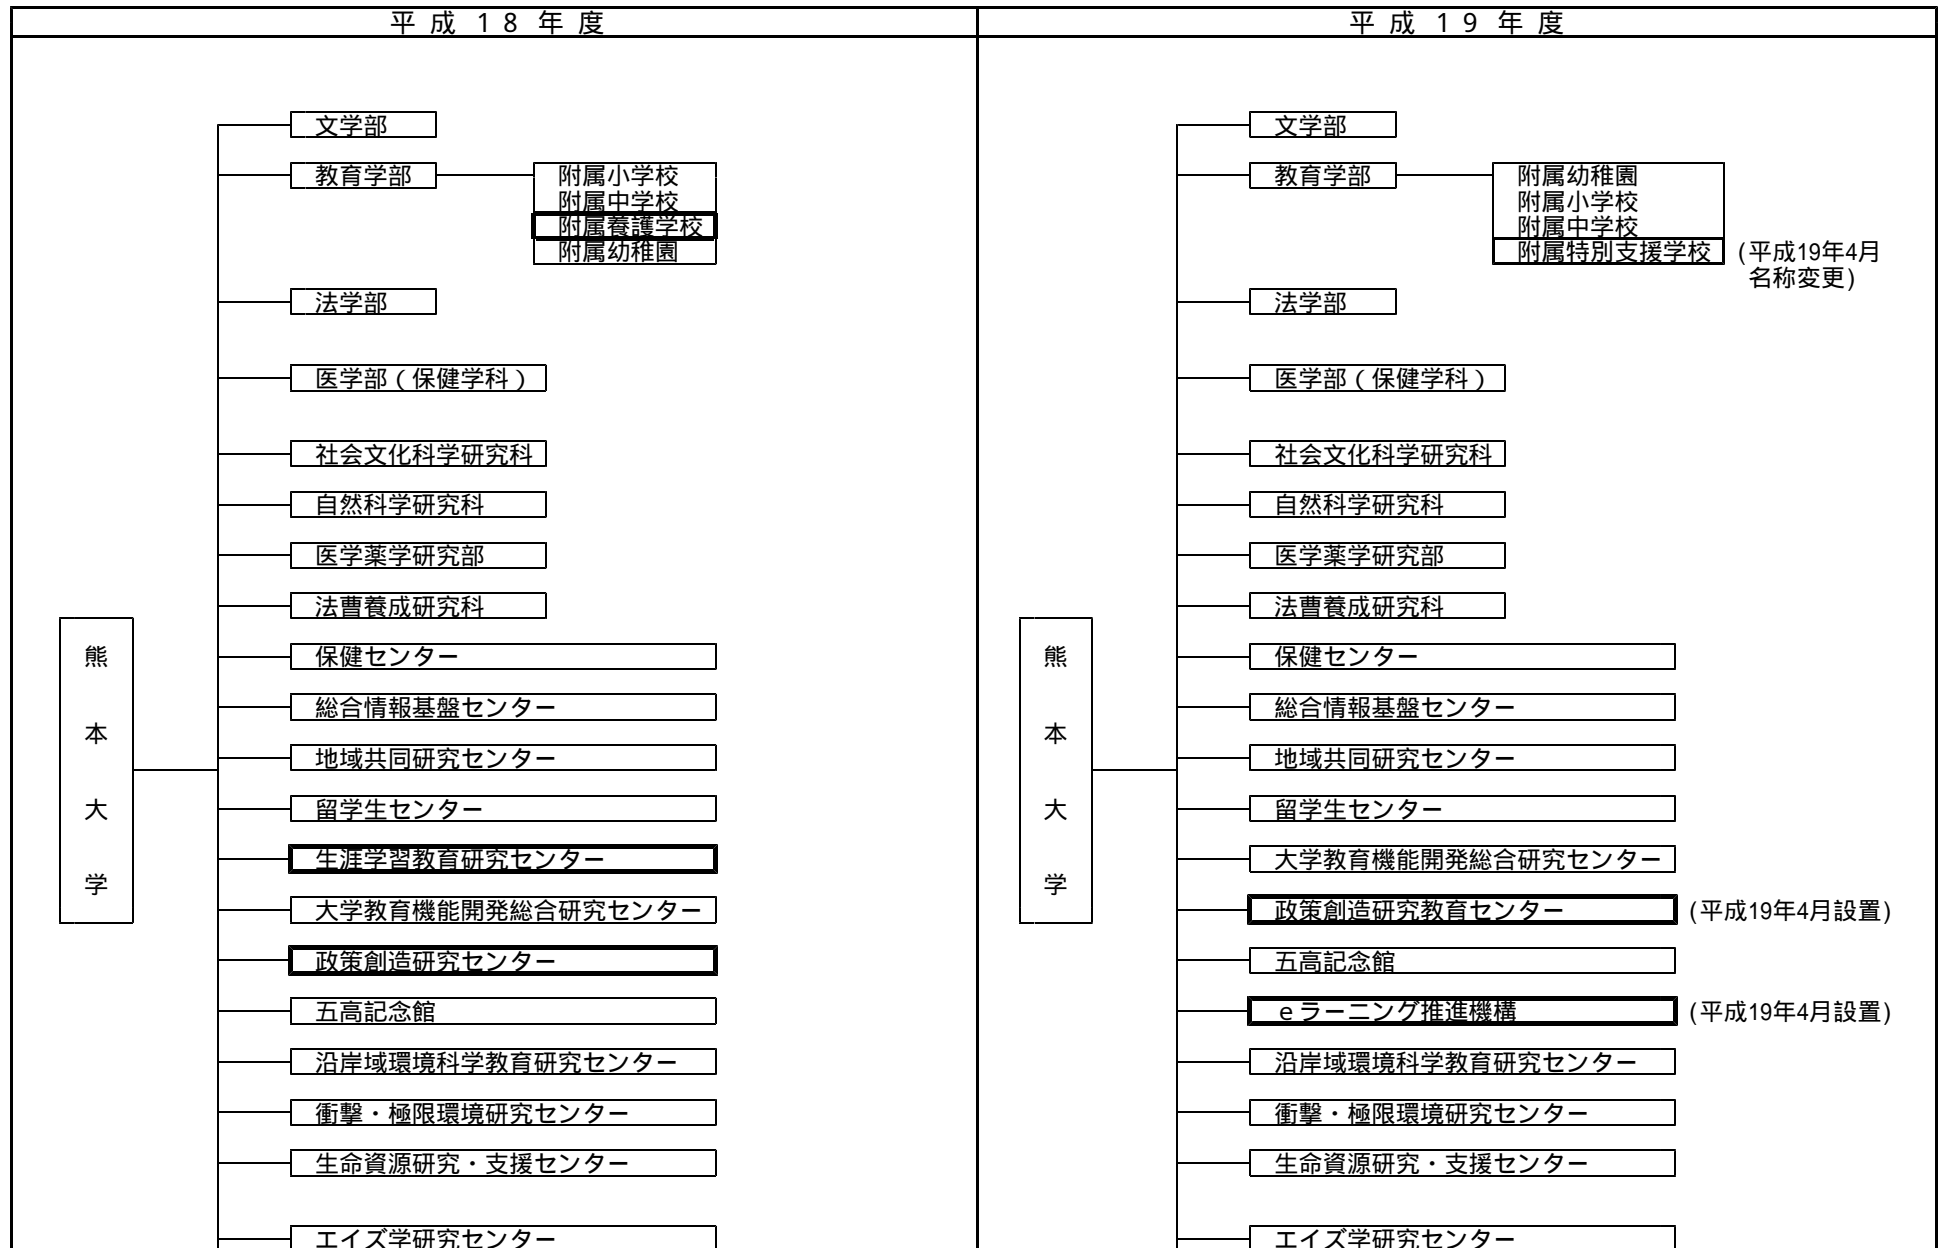 平成18年度
文学部
教育学部
附属小学校
附属中学校
附属養護学校
附属幼稚園
法学部
医学部(保健学科)
社会文化科学研究科
自然科学研究科
医学薬学研究部
法曹養成研究科
熊本大学
保健センター
総合情報基盤センター
地域共同研究センター
留学生センター
生涯学習教育研究センター
大学教育機能開発総合研究センター
政策創造研究センター
五高記念館
沿岸域環境科学教育研究センター
衝撃・極限環境研究センター
生命資源研究・支援センター
エイズ学研究センター
平成19年度
文学部
教育学部
附属幼稚園
附属小学校
附属中学校
附属特別支援学校
(平成19年4月
名称変更)
法学部
医学部(保健学科)
社会文化科学研究科
自然科学研究科
医学薬学研究部
法曹養成研究科
熊本大学
保健センター
総合情報基盤センター
地域共同研究センター
留学生センター
大学教育機能開発総合研究センター
政策創造研究教育センター (平成19年4月設置)
五高記念館
eラーニング推進機構 (平成19年4月設置)
沿岸域環境科学教育研究センター
衝撃・極限環境研究センター
生命資源研究・支援センター
エイズ学研究センター